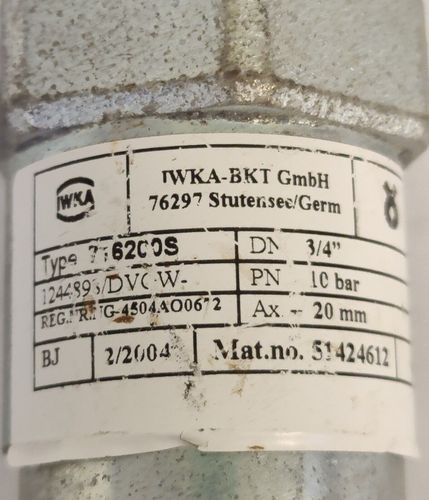 IWKA
IWKA-BKT GmbH
76297 Stutensee/Germ
Type 6200S
DN 3/4"
PN 10 bar
Ax. - 20 mm
BJ 2/2004
Mat.no. 51424612